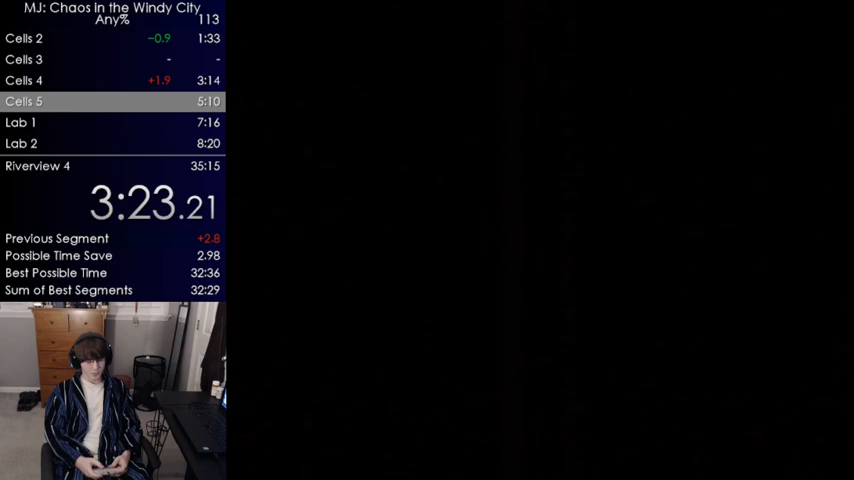 MJ: Chaos in the Windy City
Any% 113
Cells 2 −0.9 1:33
Cells 3 - -
Cells 4 +1.9 3:14
Cells 5 5:10
Lab 1 7:16
Lab 2 8:20
Riverview 4 35:15
3:23.21
Previous Segment +2.8
Possible Time Save 2.98
Best Possible Time 32:36
Sum of Best Segments 32:29